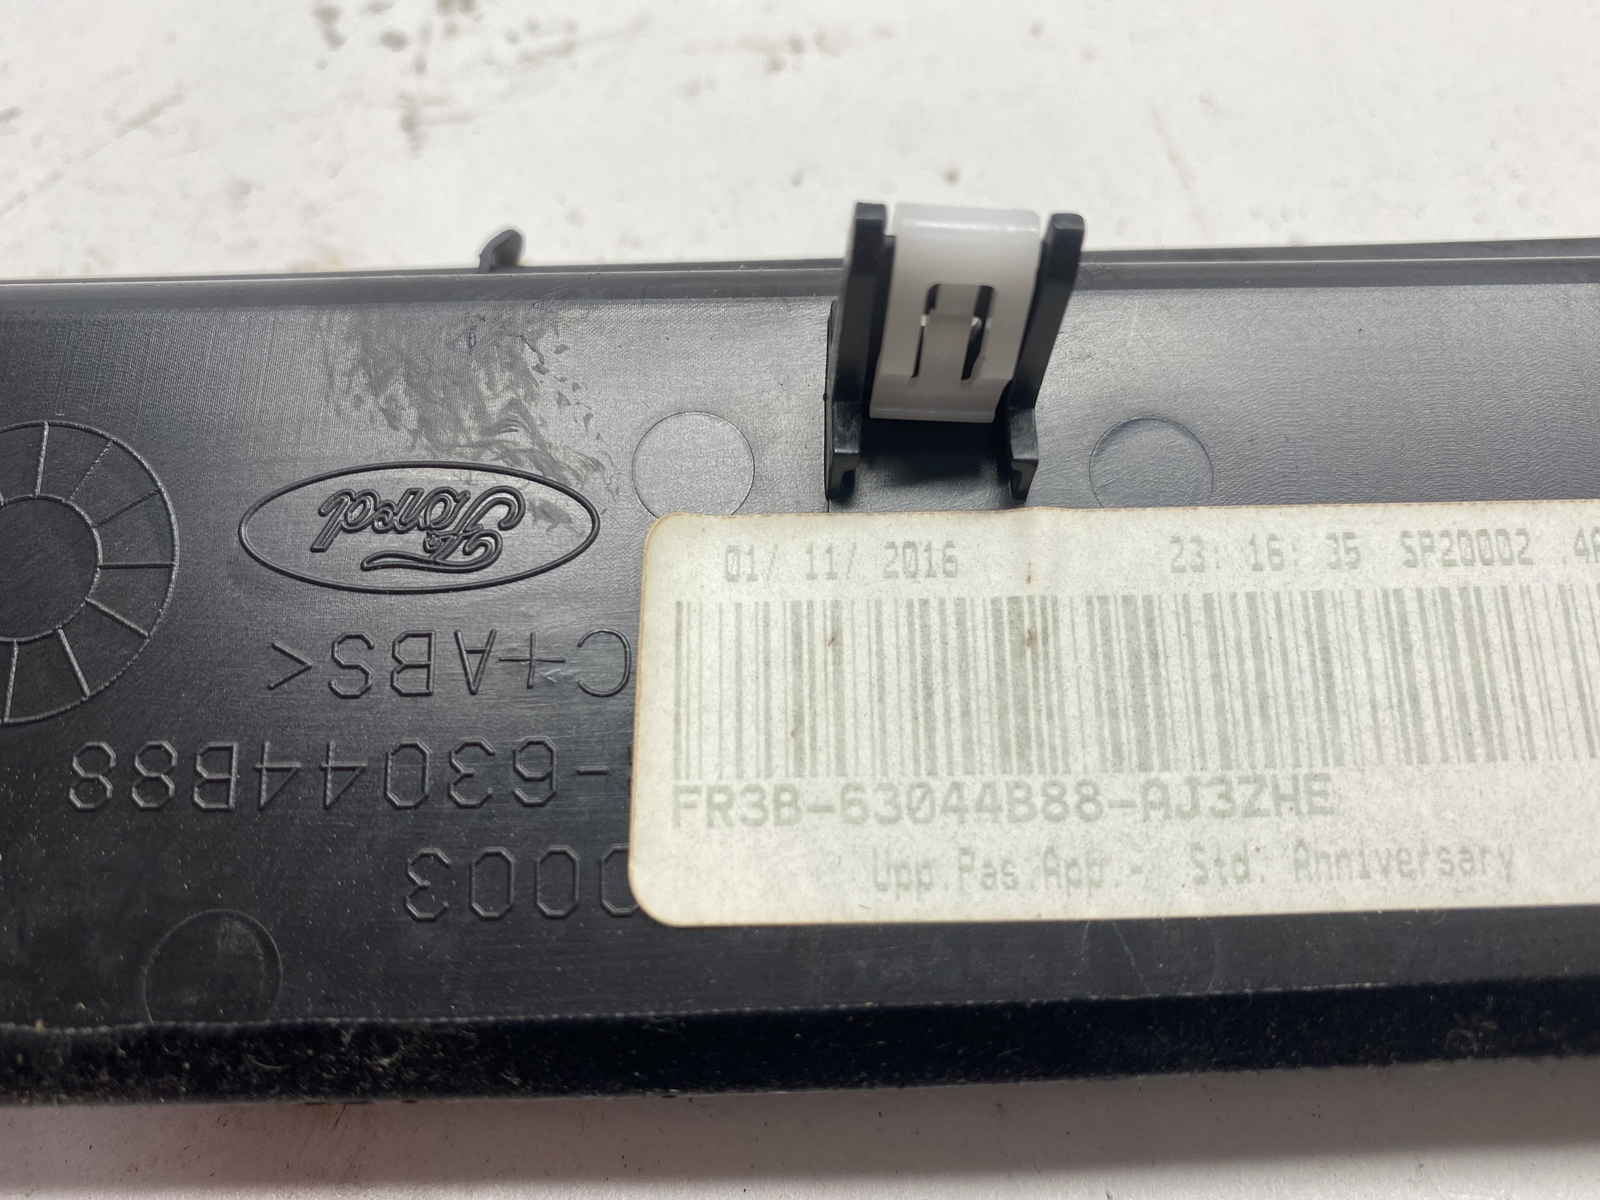 01/ 11/ 2016 23: 16: 35 SP20002 .4A
FR3B-63044B88-AJ3ZHE
Upp.Pas.App.- Std. Anniversary
Ford
C+ABS<
-63044B88
0003